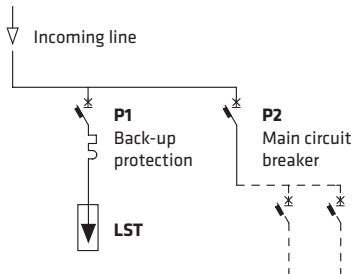 Incoming line
P1
Back-up
protection
P2
Main circuit
breaker
LST